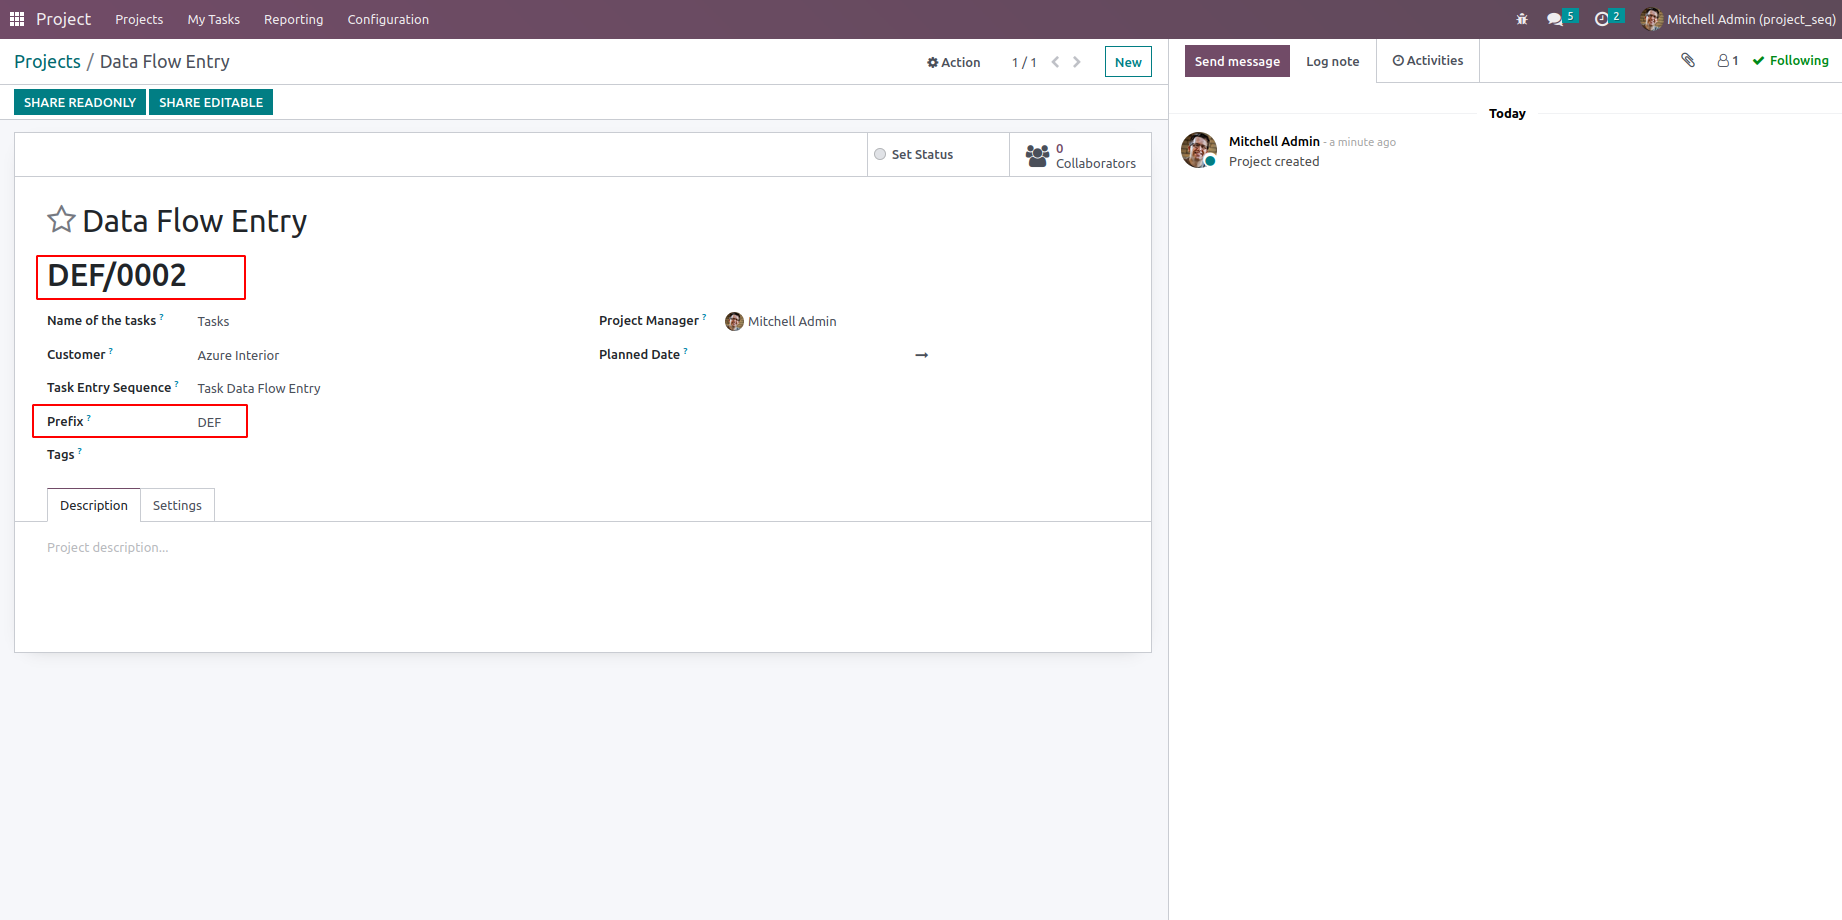 Project Projects My Tasks Reporting Configuration 5 2 Mitchell Admin (project_seq)
Projects / Data Flow Entry Action 1 / 1 New
SHARE READONLY SHARE EDITABLE
Set Status 0 Collaborators
Data Flow Entry
DEF/0002
Name of the tasks ? Tasks
Customer ? Azure Interior
Task Entry Sequence ? Task Data Flow Entry
Prefix ? DEF
Tags ?
Project Manager ? Mitchell Admin
Planned Date ? →
Description Settings
Project description...
Send message Log note Activities 1 Following
Today
Mitchell Admin - a minute ago
Project created